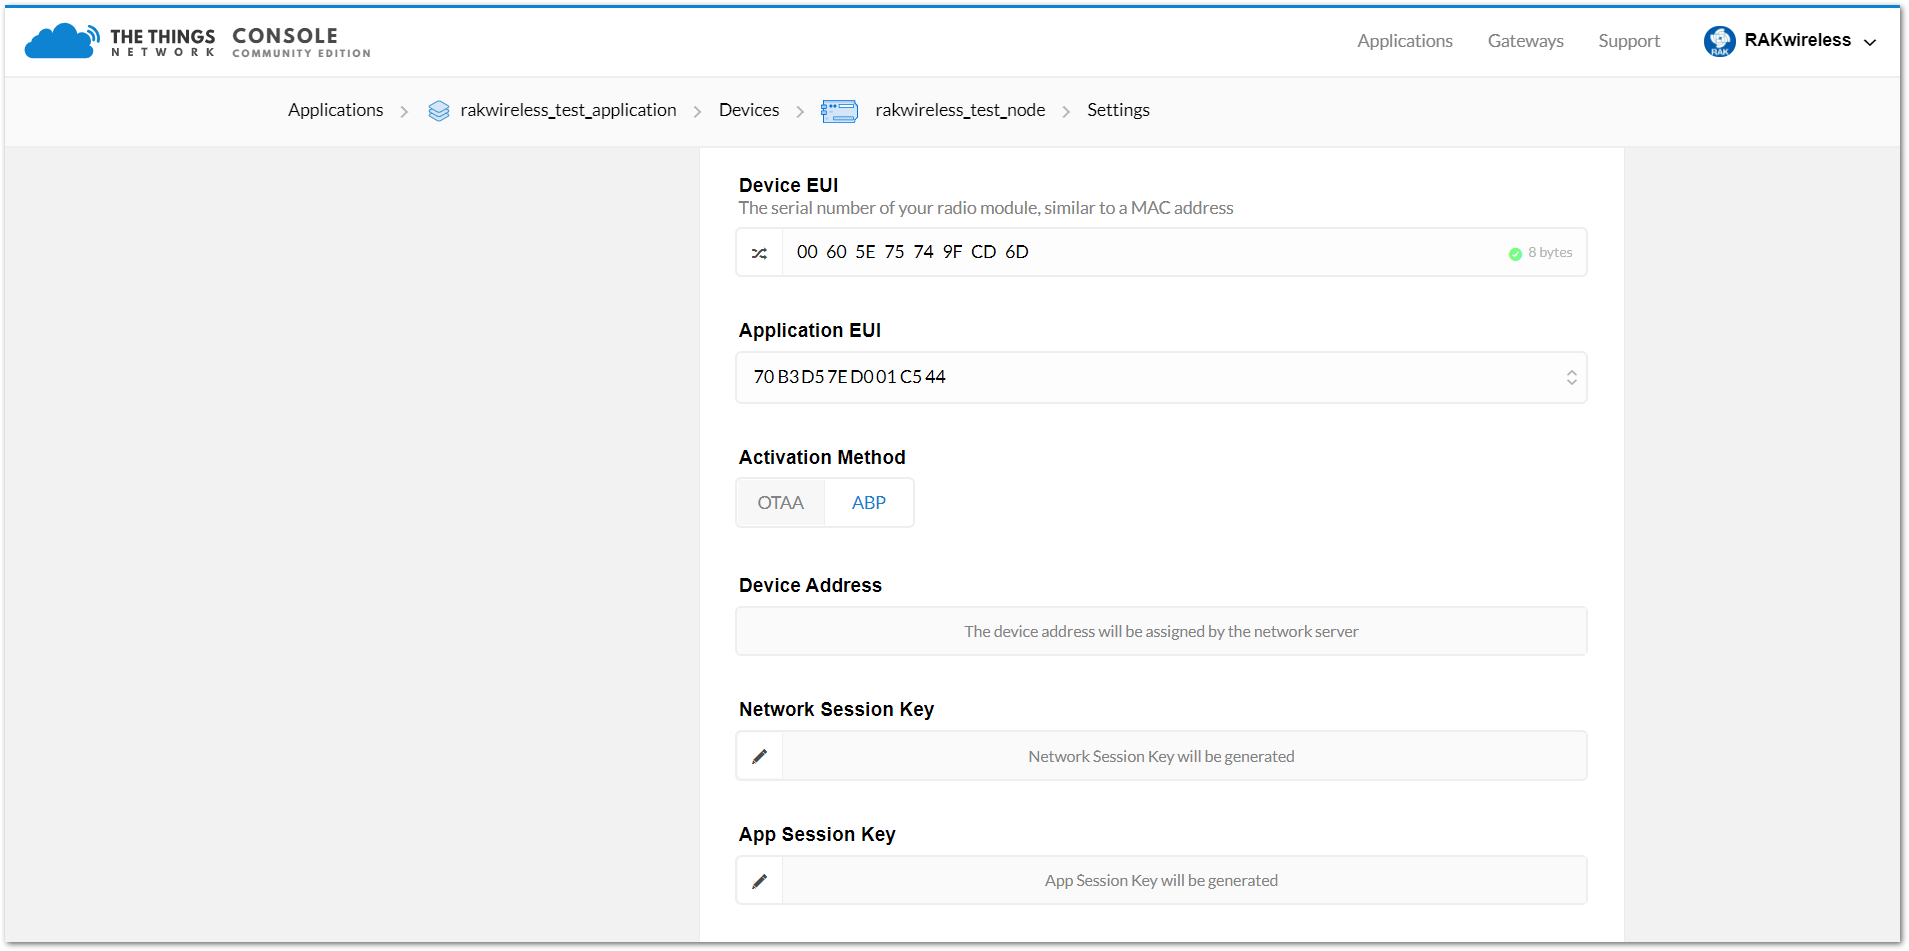 THE THINGS NETWORK CONSOLE COMMUNITY EDITION
Applications Gateways Support RAK RAKwireless
Applications rakwireless_test_application Devices rakwireless_test_node Settings
Device EUI
The serial number of your radio module, similar to a MAC address
00 60 5E 75 74 9F CD 6D 8 bytes
Application EUI
70 B3 D5 7E D0 01 C5 44
Activation Method
OTAA ABP
Device Address
The device address will be assigned by the network server
Network Session Key
Network Session Key will be generated
App Session Key
App Session Key will be generated